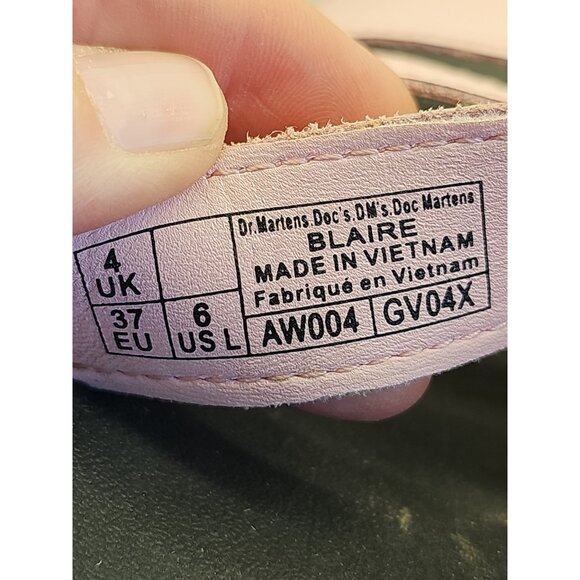 4
UK
37
EU
6
US L
Dr.Martens.Doc's.DM's.Doc Martens
BLAIRE
MADE IN VIETNAM
Fabriqué en Vietnam
AW004
GV04X